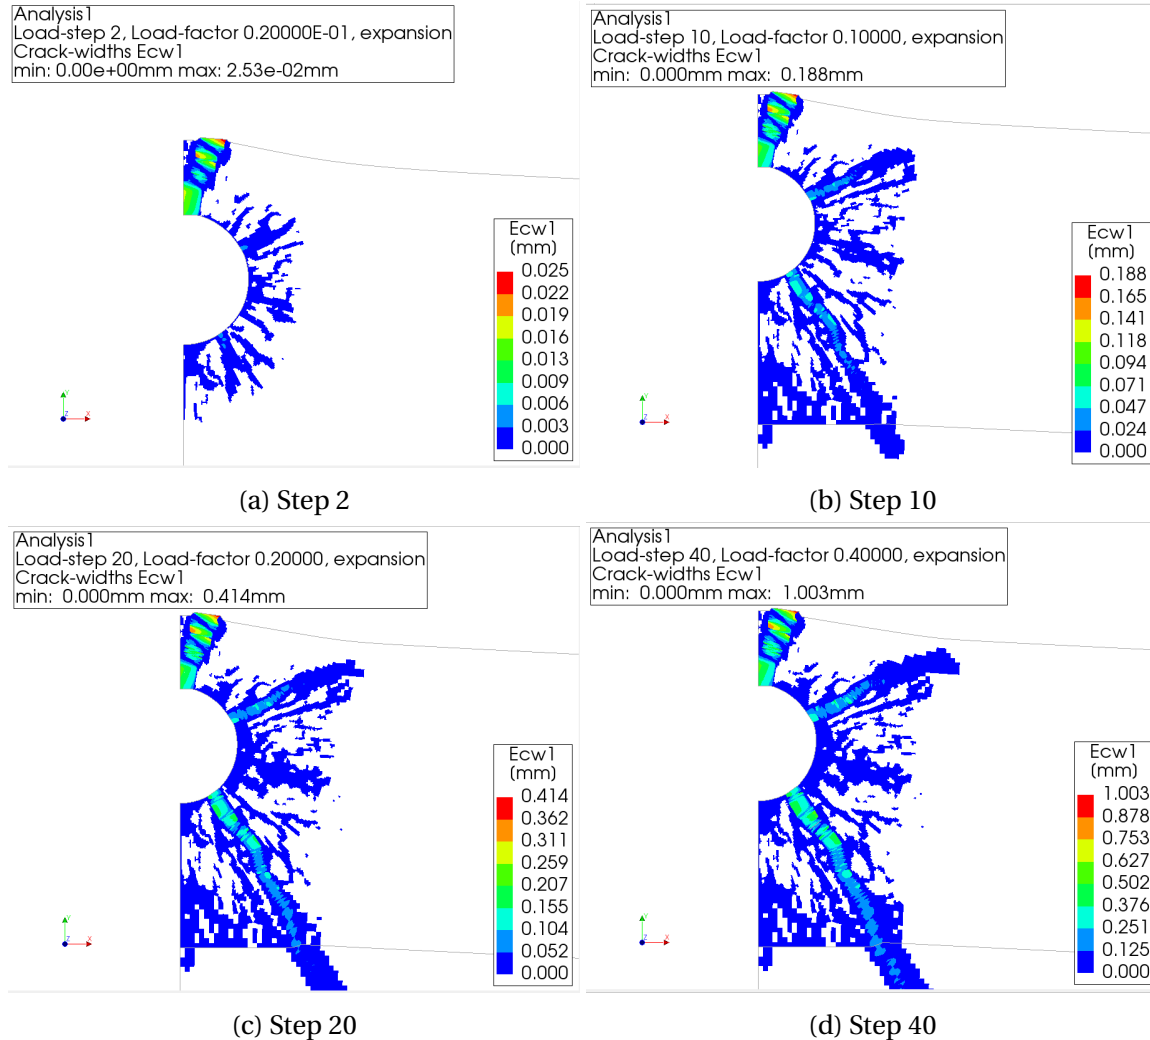 Analysis1
Load-step 2, Load-factor 0.20000E-01, expansion
Crack-widths Ecw1
min: 0.00e+00mm max: 2.53e-02mm
Ecw1
(mm)
0.025
0.022
0.019
0.016
0.013
0.009
0.006
0.003
0.000
Y
Z
X
(a) Step 2
Analysis1
Load-step 10, Load-factor 0.10000, expansion
Crack-widths Ecw1
min: 0.000mm max: 0.188mm
Ecw1
(mm)
0.188
0.165
0.141
0.118
0.094
0.071
0.047
0.024
0.000
Y
Z
X
(b) Step 10
Analysis1
Load-step 20, Load-factor 0.20000, expansion
Crack-widths Ecw1
min: 0.000mm max: 0.414mm
Ecw1
(mm)
0.414
0.362
0.311
0.259
0.207
0.155
0.104
0.052
0.000
Y
Z
X
(c) Step 20
Analysis1
Load-step 40, Load-factor 0.40000, expansion
Crack-widths Ecw1
min: 0.000mm max: 1.003mm
Ecw1
(mm)
1.003
0.878
0.753
0.627
0.502
0.376
0.251
0.125
0.000
Y
Z
X
(d) Step 40